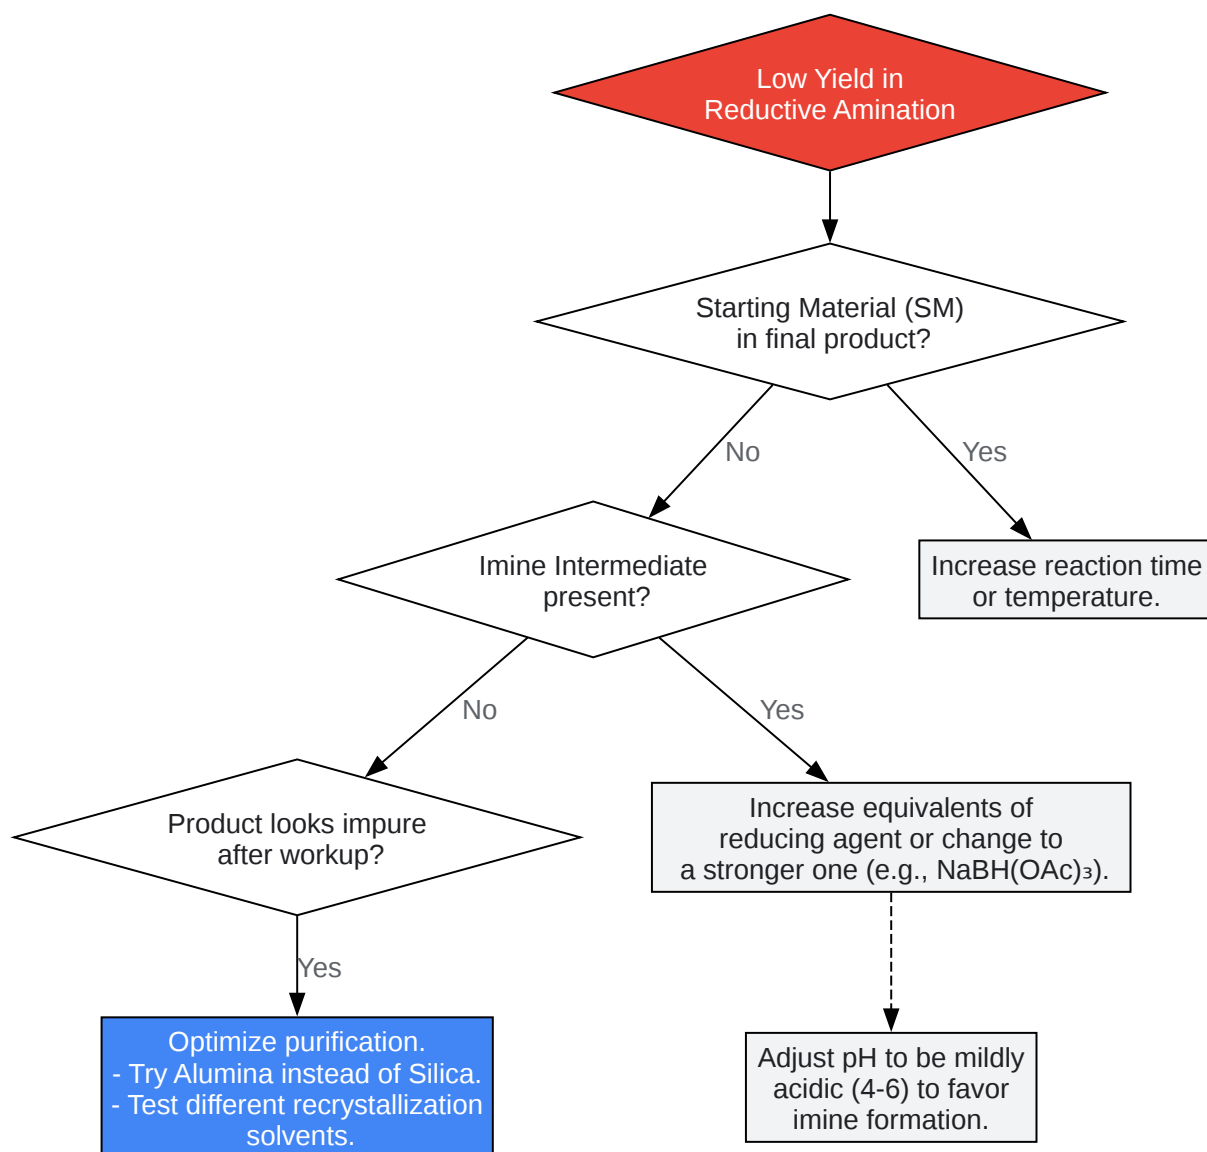 Low Yield in
Reductive Amination
Starting Material (SM)
in final product?
No
Yes
Imine Intermediate
present?
Increase reaction time
or temperature.
No
Yes
Product looks impure
after workup?
Increase equivalents of
reducing agent or change to
a stronger one (e.g., NaBH(OAc)₃).
Yes
Optimize purification.
- Try Alumina instead of Silica.
- Test different recrystallization
solvents.
Adjust pH to be mildly
acidic (4-6) to favor
imine formation.